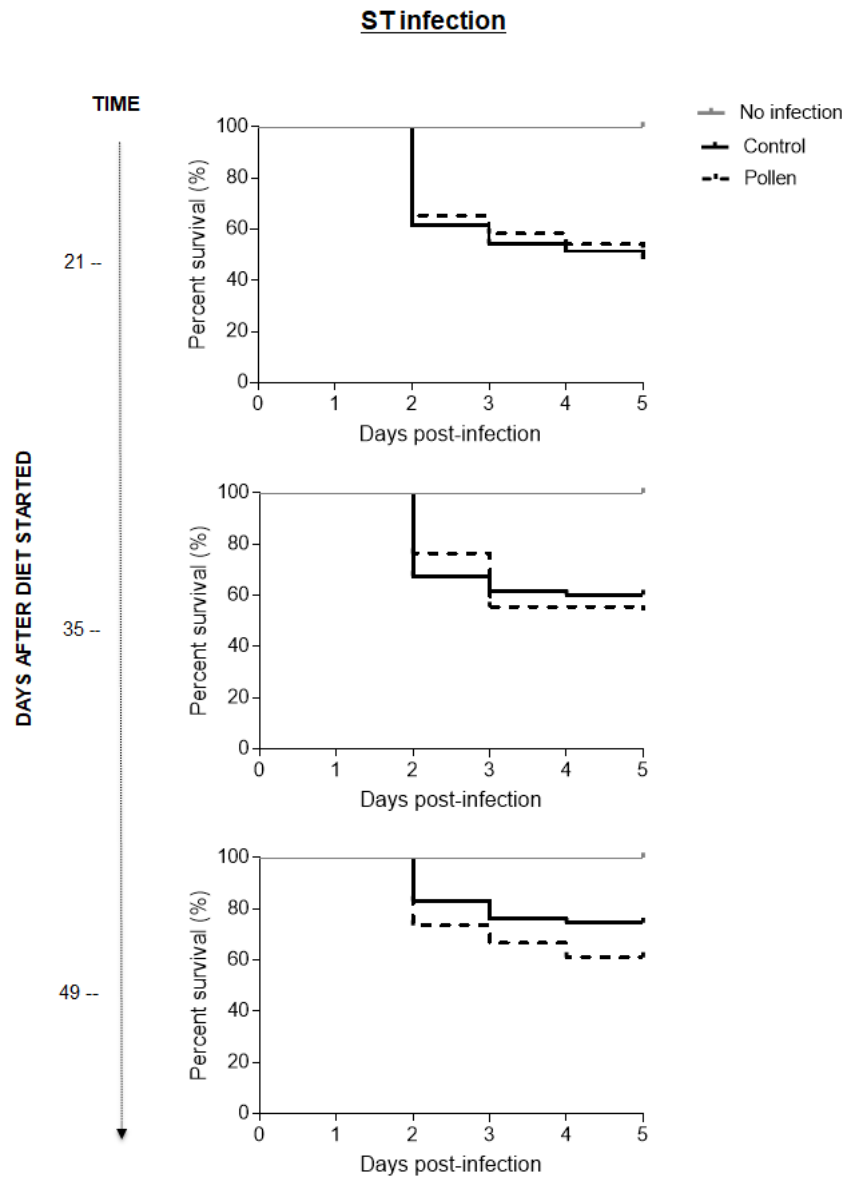 ST infection
TIME
No infection
Control
Pollen
DAYS AFTER DIET STARTED
21 --
Percent survival (%)
100
80
60
40
20
0
0 1 2 3 4 5
Days post-infection
35 --
Percent survival (%)
100
80
60
40
20
0
0 1 2 3 4 5
Days post-infection
49 --
Percent survival (%)
100
80
60
40
20
0
0 1 2 3 4 5
Days post-infection